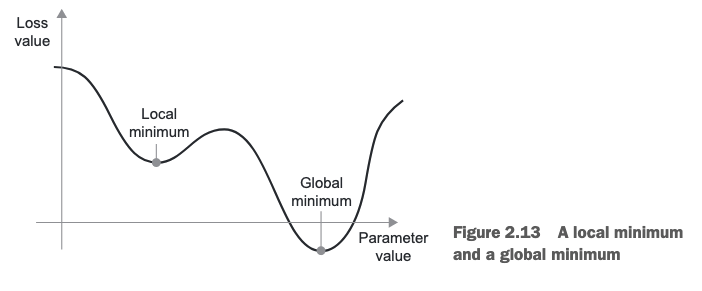 Loss
value
Local
minimum
Global
minimum
Parameter
value
Figure 2.13 A local minimum
and a global minimum